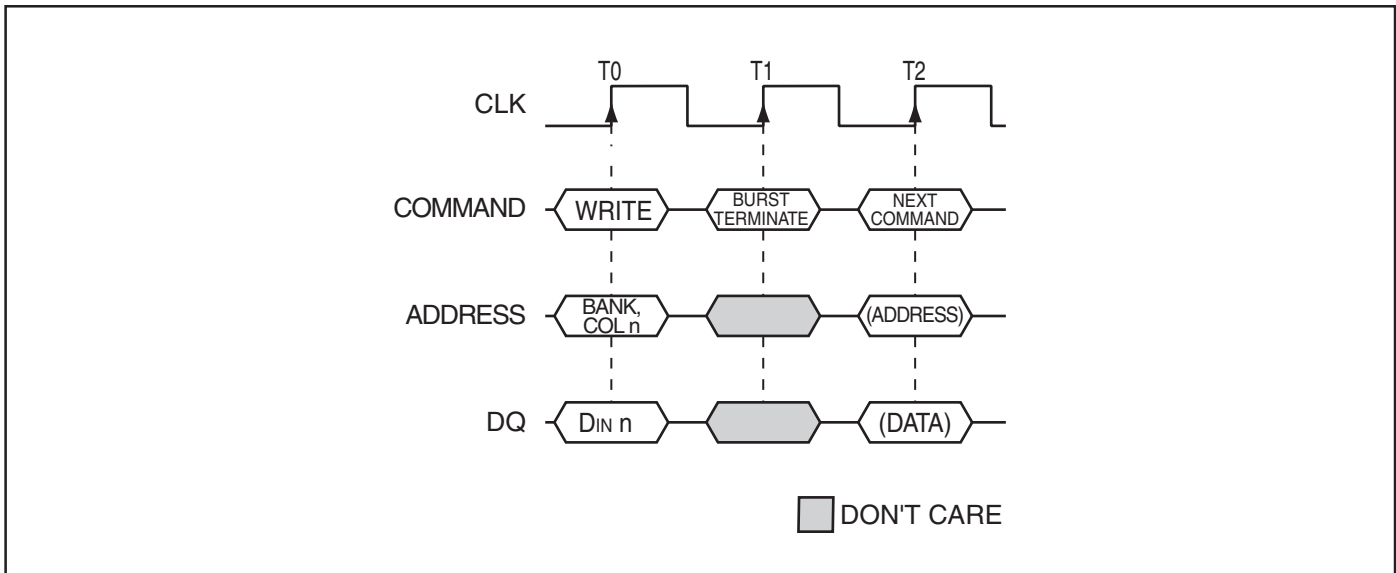 T0 T1 T2
CLK
COMMAND WRITE BURST TERMINATE NEXT COMMAND
ADDRESS BANK, COL n (ADDRESS)
DQ DIN n (DATA)
DON'T CARE